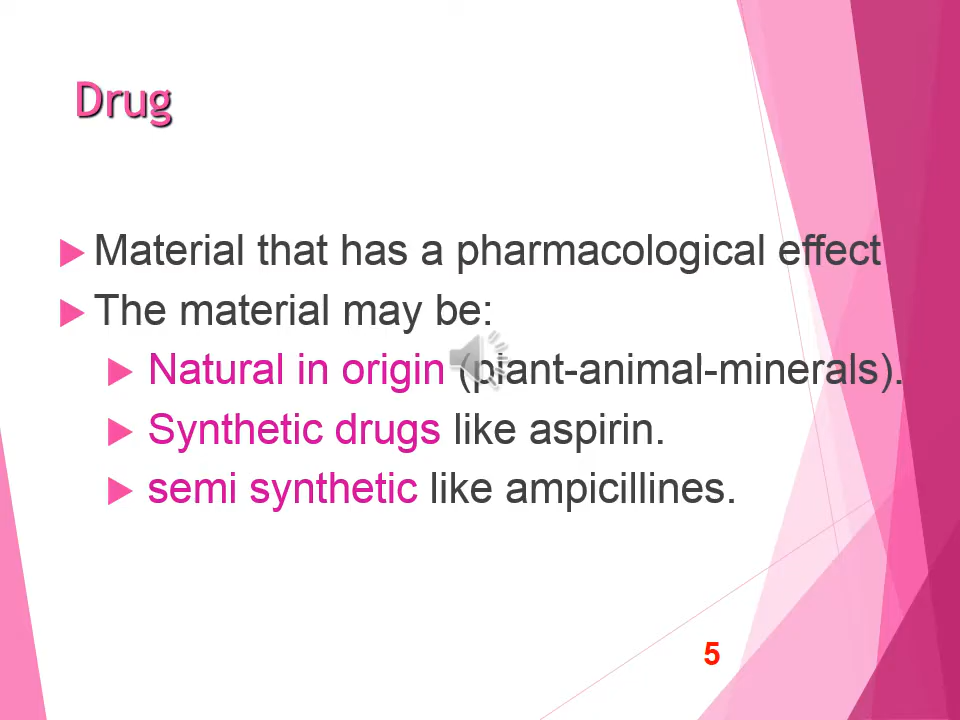 Drug
Material that has a pharmacological effect
The material may be:
Natural in origin (plant-animal-minerals).
Synthetic drugs like aspirin.
semi synthetic like ampicillines.
5